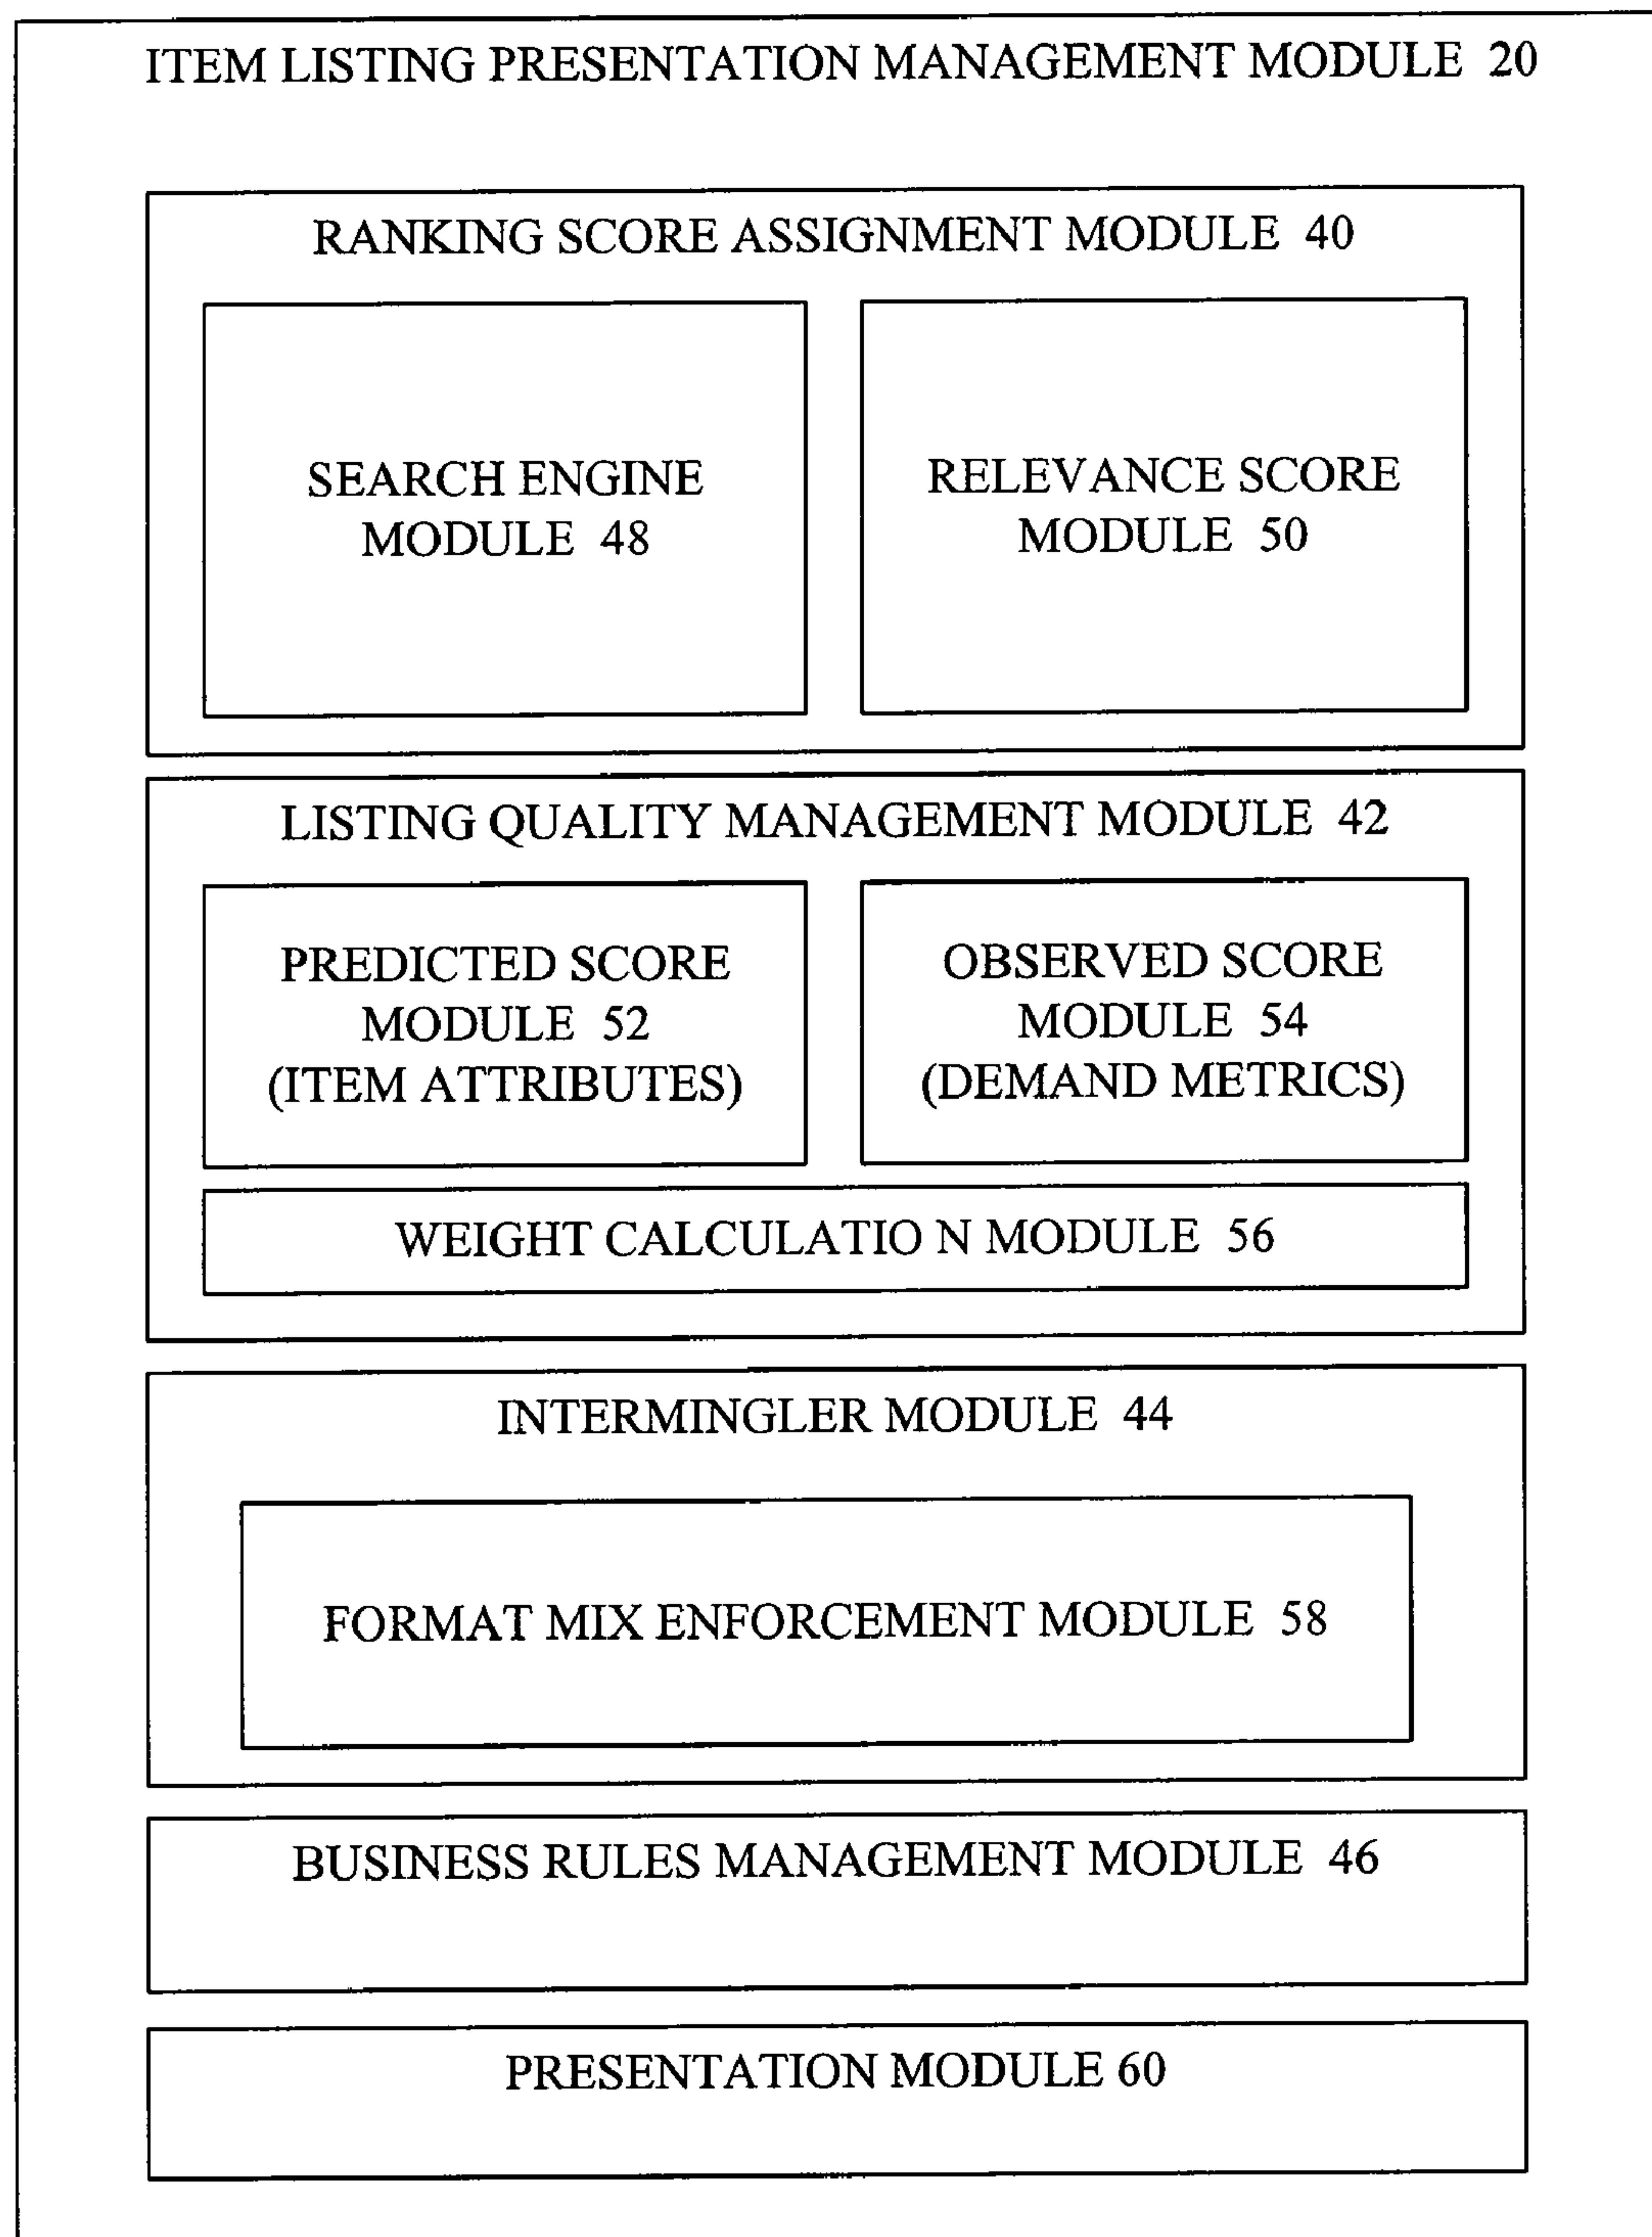 ITEM LISTING PRESENTATION MANAGEMENT MODULE 20
RANKING SCORE ASSIGNMENT MODULE 40
SEARCH ENGINE
MODULE 48
RELEVANCE SCORE
MODULE 50
LISTING QUALITY MANAGEMENT MODULE 42
PREDICTED SCORE
MODULE 52
(ITEM ATTRIBUTES)
OBSERVED SCORE
MODULE 54
(DEMAND METRICS)
WEIGHT CALCULATIO N MODULE 56
INTERMINGLER MODULE 44
FORMAT MIX ENFORCEMENT MODULE 58
BUSINESS RULES MANAGEMENT MODULE 46
PRESENTATION MODULE 60